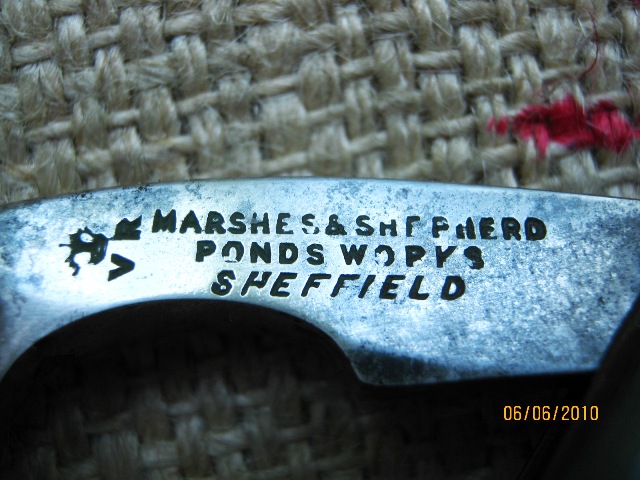 V R
MARSHES & SHEPHERD
PONDS WORKS
SHEFFIELD
06/06/2010